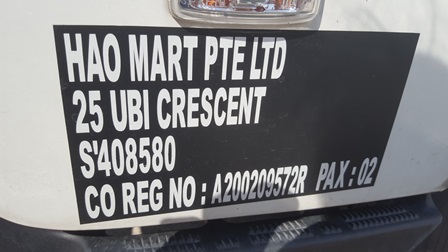 HAO MART PTE LTD
25 UBI CRESCENT
S'408580
CO REG NO : A200209572R PAX : 02